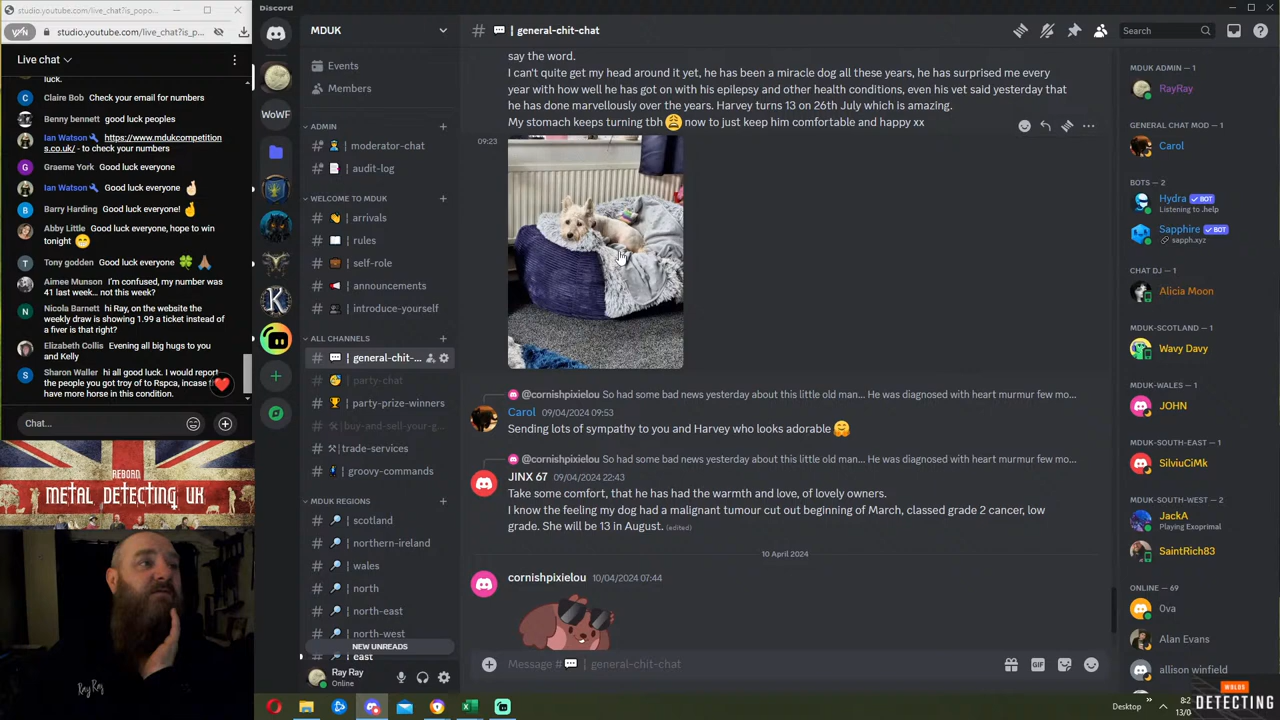 studio.youtube.com/live_chat?is_popo...
studio.youtube.com/live_chat?is_p...
Live chat
luck.
Claire Bob Check your email for numbers
Benny bennett good luck peoples
Ian Watson https://www.mdukcompetition
s.co.uk/ - to check your numbers
Graeme York Good luck everyone
Ian Watson Good luck everyone
Barry Harding Good luck everyone!
Abby Little Good luck everyone, hope to win
tonight
Tony godden Good luck everyone
Aimee Munson I'm confused, my number was
41 last week... not this week?
Nicola Barnett hi Ray, on the website the
weekly draw is showing 1.99 a ticket instead of
a fiver is that right?
Elizabeth Collis Evening all big hugs to you
and Kelly
Sharon Waller hi all good luck. I would report
the people you got troy of to Rspca, incase they
have more horse in this condition.
Chat...
REBORN
METAL DETECTING UK
Ray Ray
Discord
WoWF
K
MDUK
Events
Members
ADMIN
moderator-chat
audit-log
WELCOME TO MDUK
arrivals
rules
self-role
announcements
introduce-yourself
ALL CHANNELS
general-chit-...
party-chat
party-prize-winners
buy-and-sell-your-g...
trade-services
groovy-commands
MDUK REGIONS
scotland
northern-ireland
wales
north
north-east
north-west
NEW UNREADS
east
Ray Ray
Online
# | general-chit-chat
Search
say the word.
I can't quite get my head around it yet, he has been a miracle dog all these years, he has surprised me every
year with how well he has got on with his epilepsy and other health conditions, even his vet said yesterday that
he has done marvellously over the years. Harvey turns 13 on 26th July which is amazing.
My stomach keeps turning tbh now to just keep him comfortable and happy xx
09:23
@cornishpixielou So had some bad news yesterday about this little old man... He was diagnosed with heart murmur few mo...
Carol 09/04/2024 09:53
Sending lots of sympathy to you and Harvey who looks adorable
@cornishpixielou So had some bad news yesterday about this little old man... He was diagnosed with heart murmur few mo...
JINX 67 09/04/2024 22:43
Take some comfort, that he has had the warmth and love, of lovely owners.
I know the feeling my dog had a malignant tumour cut out beginning of March, classed grade 2 cancer, low
grade. She will be 13 in August. (edited)
10 April 2024
cornishpixielou 10/04/2024 07:44
Message # | general-chit-chat
GIF
MDUK ADMIN — 1
RayRay
GENERAL CHAT MOD — 1
Carol
BOTS — 2
Hydra BOT
Listening to .help
Sapphire BOT
sapph.xyz
CHAT DJ — 1
Alicia Moon
MDUK-SCOTLAND — 1
Wavy Davy
MDUK-WALES — 1
JOHN
MDUK-SOUTH-EAST — 1
SilviuCiMk
MDUK-SOUTH-WEST — 2
JackA
Playing Exoprimal
SaintRich83
ONLINE — 69
0va
Alan Evans
allison winfield
Desktop
8:2
13/0
WULOS
DETECTING